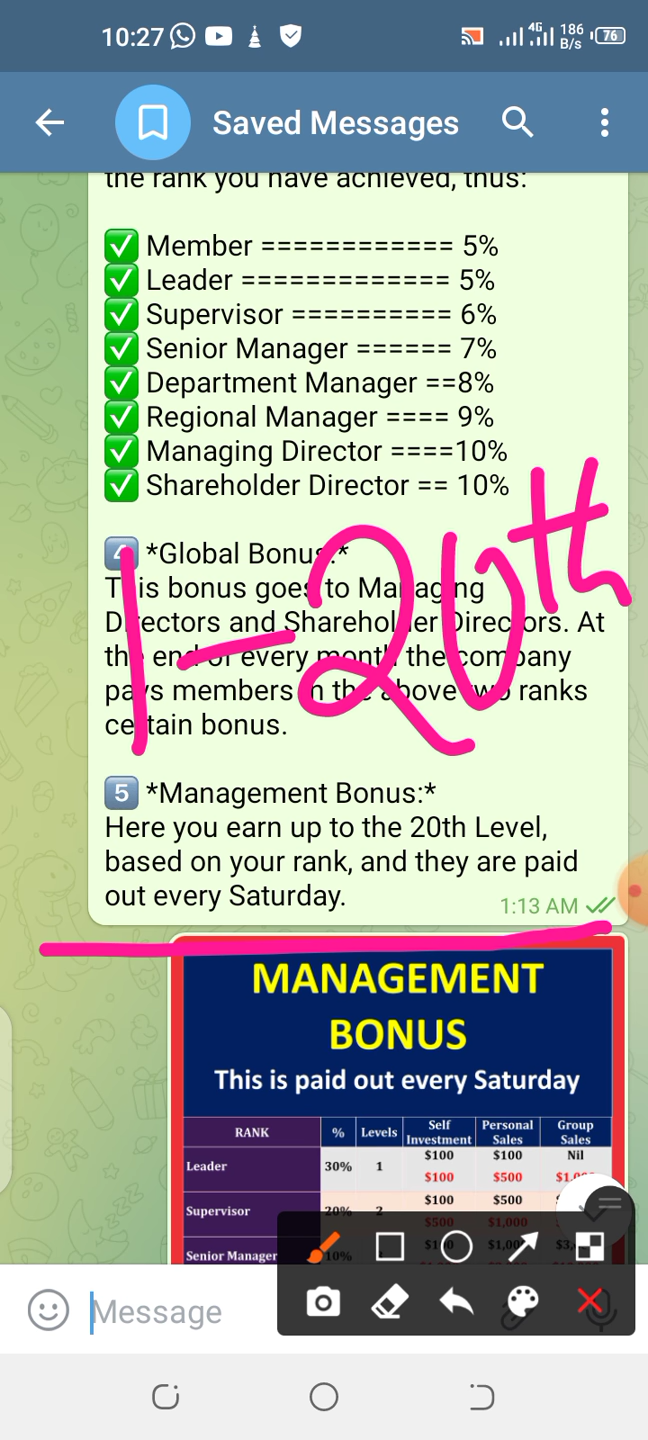 10:27
4G
186
B/s
76
Saved Messages
the rank you have achieved, thus:
✅ Member ============ 5%
✅ Leader ============= 5%
✅ Supervisor ========== 6%
✅ Senior Manager ====== 7%
✅ Department Manager ==8%
✅ Regional Manager ==== 9%
✅ Managing Director ====10%
✅ Shareholder Director == 10%
1-20th
4️⃣ *Global Bonus:*
This bonus goes to Managing
Directors and Shareholder Directors. At
the end of every month the company
pays members in the above two ranks
certain bonus.
5️⃣ *Management Bonus:*
Here you earn up to the 20th Level,
based on your rank, and they are paid
out every Saturday.
1:13 AM
MANAGEMENT
BONUS
This is paid out every Saturday
RANK % Levels Self Investment Personal Sales Group Sales
Leader 30% 1 $100 $100 Nil
$100 $500
Supervisor 20% 2 $100 $500
$500 $1,000
Senior Manager 10%
Message